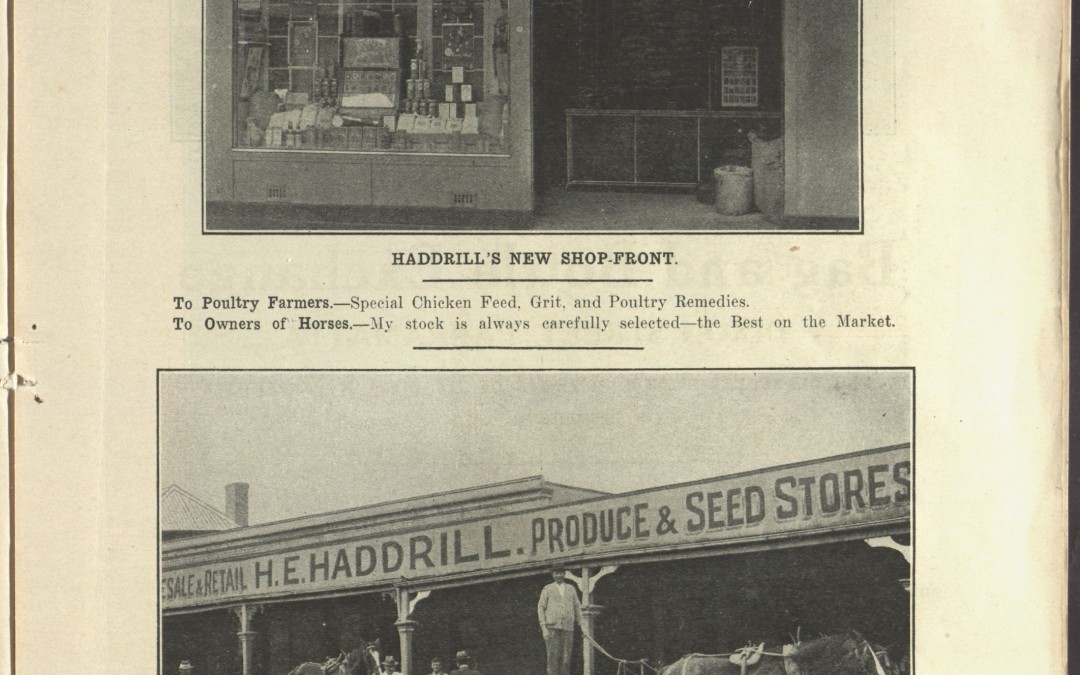 HADDRILL'S NEW SHOP-FRONT.
To Poultry Farmers.—Special Chicken Feed, Grit, and Poultry Remedies.
To Owners of Horses.—My stock is always carefully selected—the Best on the Market.
ESALE & RETAIL H. E. HADDRILL. PRODUCE & SEED STORES